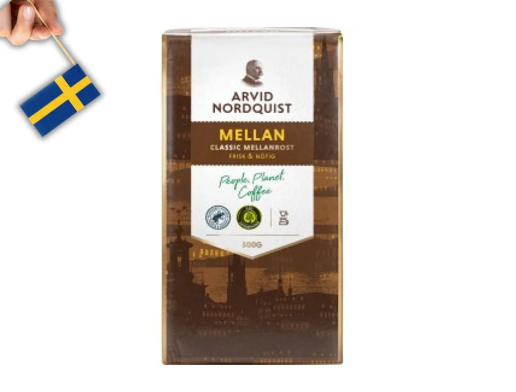 ARVID
NORDQUIST
MELLAN
CLASSIC MELLANROST
FRISK & NÖTIG
People, Planet,
Coffee
500G